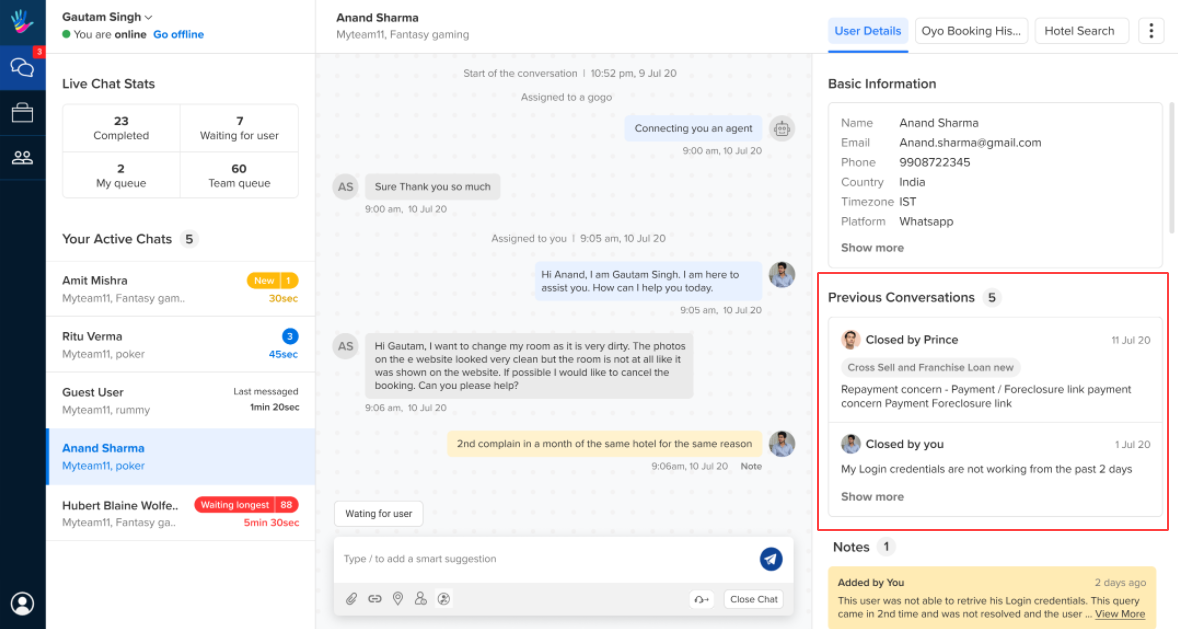 Gautam Singh
You are online Go offline
3
Live Chat Stats
23
Completed
7
Waiting for user
2
My queue
60
Team queue
Your Active Chats 5
Amit Mishra
New 1
Myteam11, Fantasy gam..
30sec
Ritu Verma
3
Myteam11, poker
45sec
Guest User
Last messaged
Myteam11, rummy
1min 20sec
Anand Sharma
Myteam11, poker
Hubert Blaine Wolfe..
Waiting longest 88
Myteam11, Fantasy ga..
5min 30sec
Anand Sharma
Myteam11, Fantasy gaming
Start of the conversation | 10:52 pm, 9 Jul 20
Assigned to a gogo
Connecting you an agent
9:00 am, 10 Jul 20
AS
Sure Thank you so much
9:00 am, 10 Jul 20
Assigned to you | 9:05 am, 10 Jul 20
Hi Anand, I am Gautam Singh. I am here to
assist you. How can I help you today.
9:05 am, 10 Jul 20
AS
Hi Gautam, I want to change my room as it is very dirty. The photos
on the e website looked very clean but the room is not at all like it
was shown on the website. If possible I would like to cancel the
booking. Can you please help?
9:06 am, 10 Jul 20
2nd complain in a month of the same hotel for the same reason
9:06am, 10 Jul 20 Note
Wating for user
Type / to add a smart suggestion
Close Chat
User Details
Oyo Booking His...
Hotel Search
Basic Information
Name Anand Sharma
Email Anand.sharma@gmail.com
Phone 9908722345
Country India
Timezone IST
Platform Whatsapp
Show more
Previous Conversations 5
Closed by Prince
11 Jul 20
Cross Sell and Franchise Loan new
Repayment concern - Payment / Foreclosure link payment
concern Payment Foreclosure link
Closed by you
1 Jul 20
My Login credentials are not working from the past 2 days
Show more
Notes 1
Added by You
2 days ago
This user was not able to retrive his Login credentials. This query
came in 2nd time and was not resolved and the user ... View More